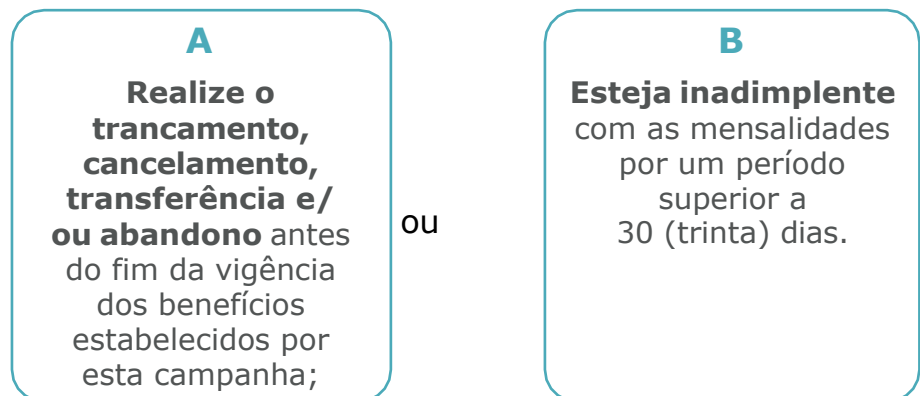 A
Realize o
trancamento,
cancelamento,
transferência e/
ou abandono antes
do fim da vigência
dos benefícios
estabelecidos por
esta campanha;
ou
B
Esteja inadimplente
com as mensalidades
por um período
superior a
30 (trinta) dias.